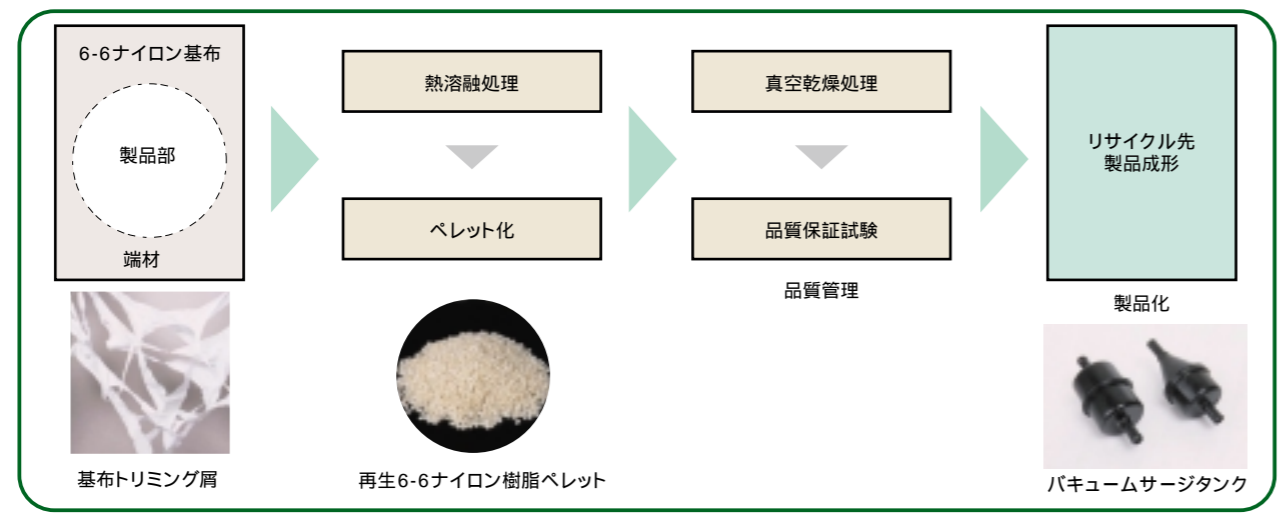 6-6ナイロン基布
製品部
端材
基布トリミング屑
熱溶融処理
ペレット化
再生6-6ナイロン樹脂ペレット
真空乾燥処理
品質保証試験
品質管理
リサイクル先
製品成形
製品化
バキュームサージタンク